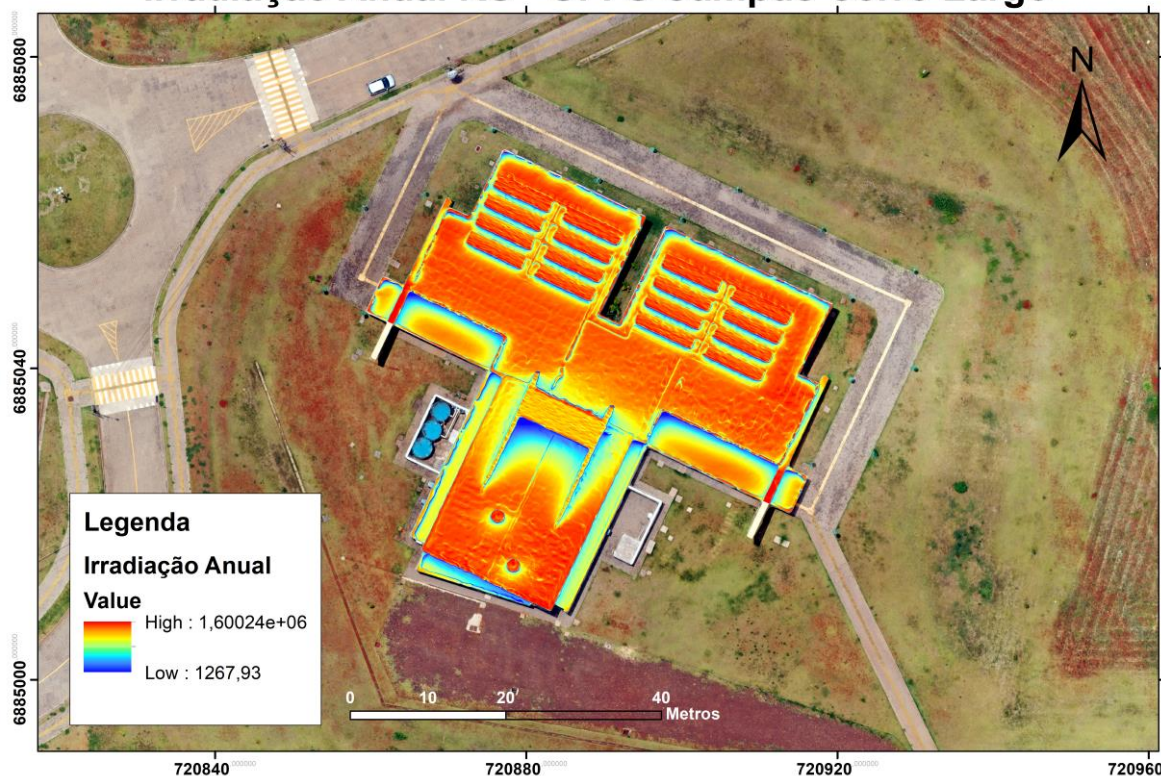 6885080
6885040
6885000
N
Legenda
Irradiação Anual
Value
High : 1,60024e+06
Low : 1267,93
0 10 20 40
Metros
720840
720880
720920
720960